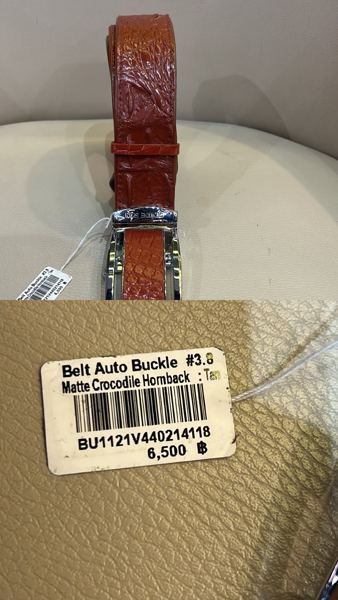 Belt Auto Buckle #3.8
Matte Crocodile Hornback : Tan
BU1121V440214118
6,500 ฿